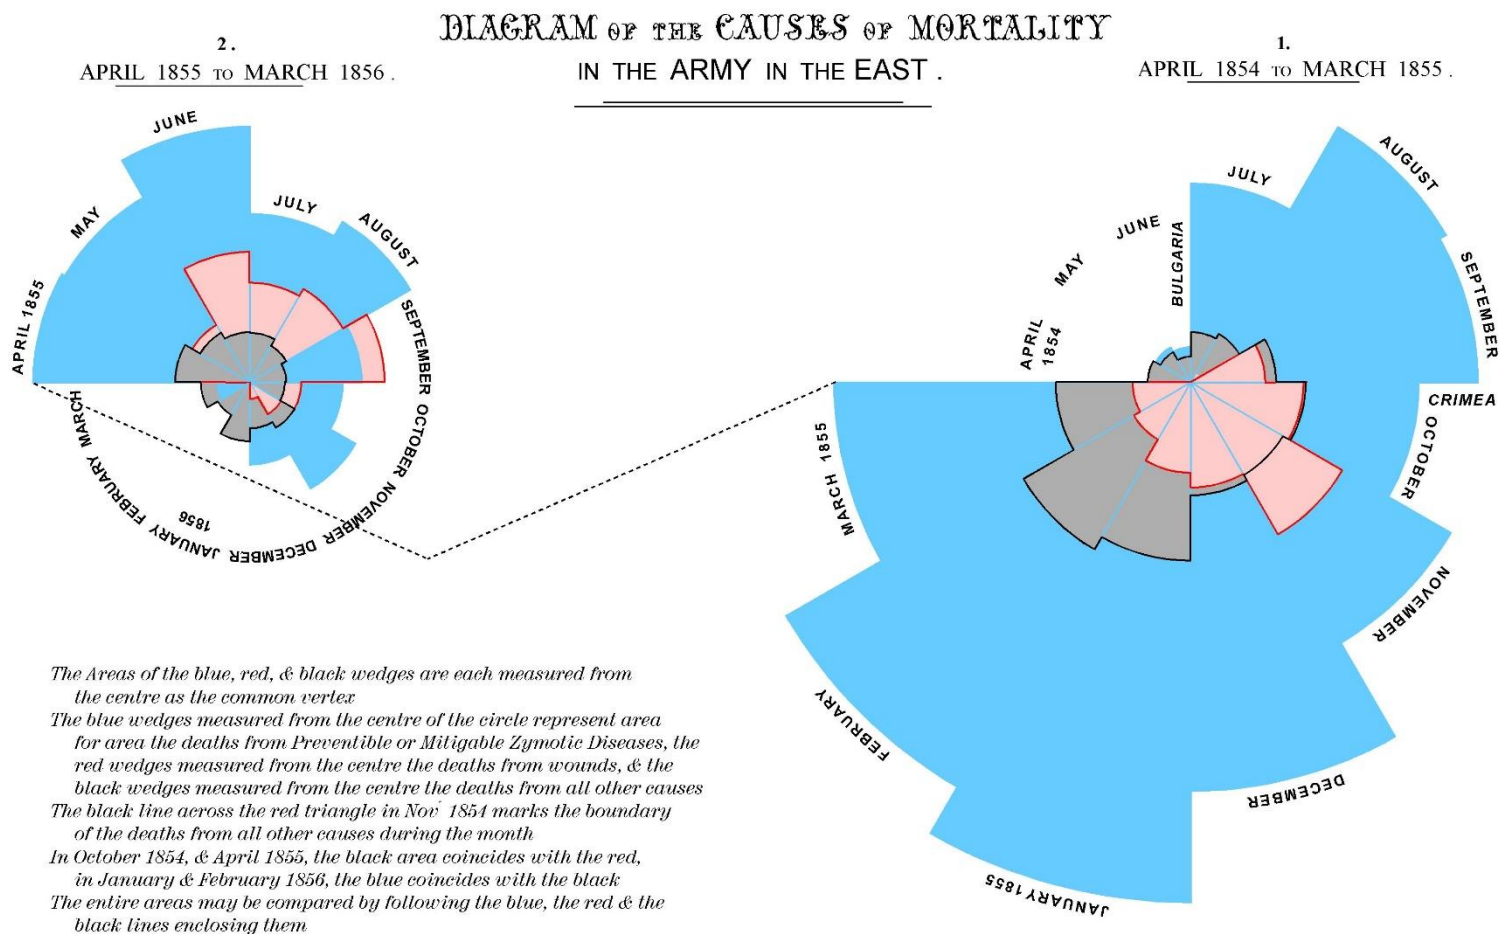 DIAGRAM OF THE CAUSES OF MORTALITY
IN THE ARMY IN THE EAST .
2 .
APRIL 1855 TO MARCH 1856 .
1.
APRIL 1854 TO MARCH 1855 .
APRIL 1855
MAY
JUNE
JULY
AUGUST
SEPTEMBER
OCTOBER
NOVEMBER
DECEMBER
JANUARY
1856
FEBRUARY
MARCH
APRIL
1854
MAY
JUNE
BULGARIA
JULY
AUGUST
SEPTEMBER
CRIMEA
OCTOBER
NOVEMBER
DECEMBER
JANUARY 1855
FEBRUARY
MARCH 1855
The Areas of the blue, red, & black wedges are each measured from
the centre as the common vertex
The blue wedges measured from the centre of the circle represent area
for area the deaths from Preventible or Mitigable Zymotic Diseases, the
red wedges measured from the centre the deaths from wounds, & the
black wedges measured from the centre the deaths from all other causes
The black line across the red triangle in Nov' 1854 marks the boundary
of the deaths from all other causes during the month
In October 1854, & April 1855, the black area coincides with the red,
in January & February 1856, the blue coincides with the black
The entire areas may be compared by following the blue, the red & the
black lines enclosing them